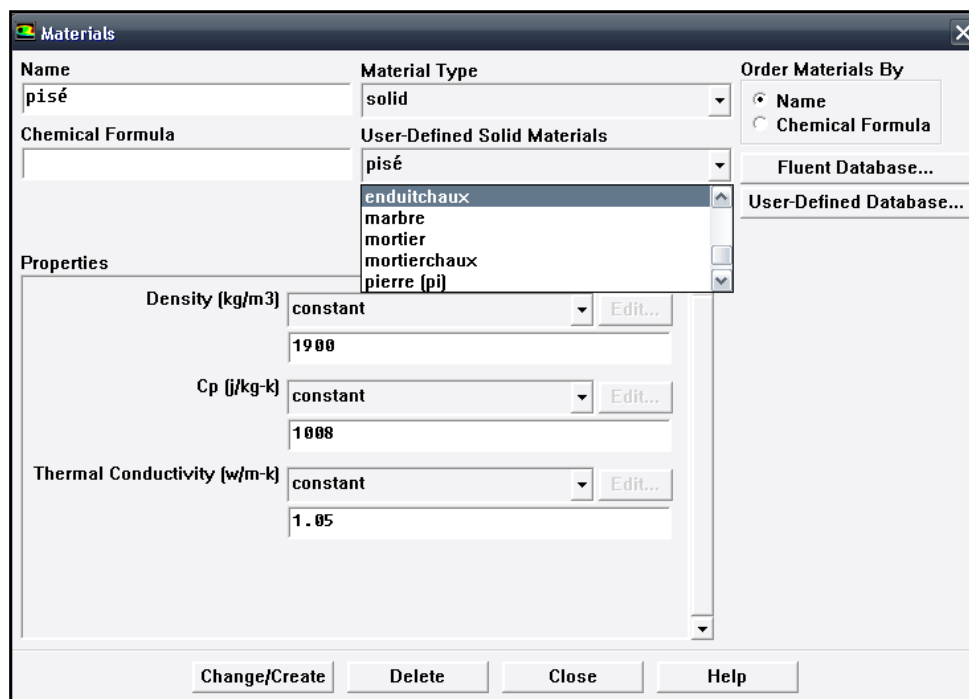 Materials
Name
pisé
Material Type
solid
Order Materials By
Name
Chemical Formula
Chemical Formula
User-Defined Solid Materials
pisé
Fluent Database...
User-Defined Database...
enduitchaux
marbre
mortier
mortierchaux
pierre (pi)
Properties
Density (kg/m3)
constant
Edit...
1900
Cp (j/kg-k)
constant
Edit...
1008
Thermal Conductivity (w/m-k)
constant
Edit...
1.05
Change/Create
Delete
Close
Help